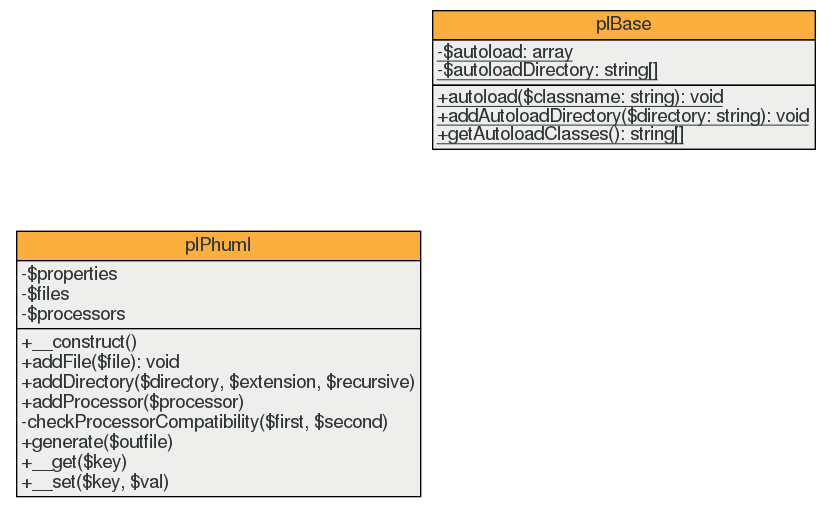 plBase
-$autoload: array
-$autoloadDirectory: string[]
+autoload($classname: string): void
+addAutoloadDirectory($directory: string): void
+getAutoloadClasses(): string[]
plPhuml
-$properties
-$files
-$processors
+__construct()
+addFile($file): void
+addDirectory($directory, $extension, $recursive)
+addProcessor($processor)
-checkProcessorCompatibility($first, $second)
+generate($outfile)
+__get($key)
+__set($key, $val)